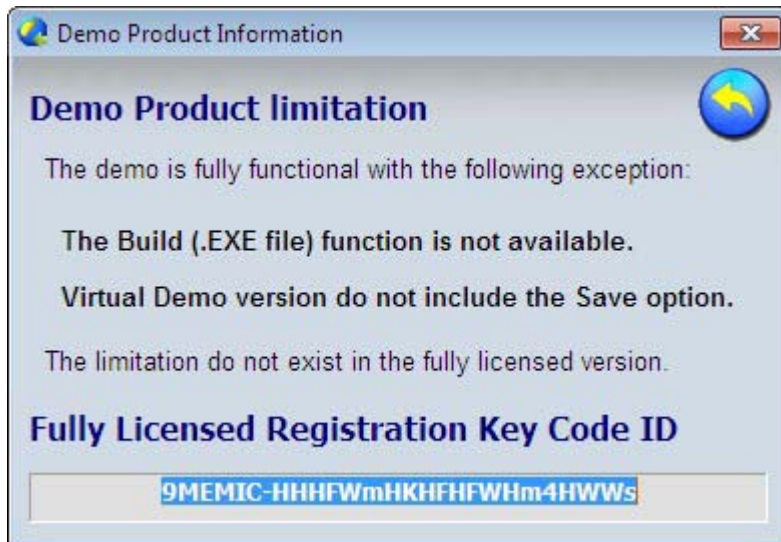 Demo Product Information
Demo Product limitation
The demo is fully functional with the following exception:
The Build (.EXE file) function is not available.
Virtual Demo version do not include the Save option.
The limitation do not exist in the fully licensed version.
Fully Licensed Registration Key Code ID
9MEMIC-HHHFWmHKHFHFWHm4HWWs